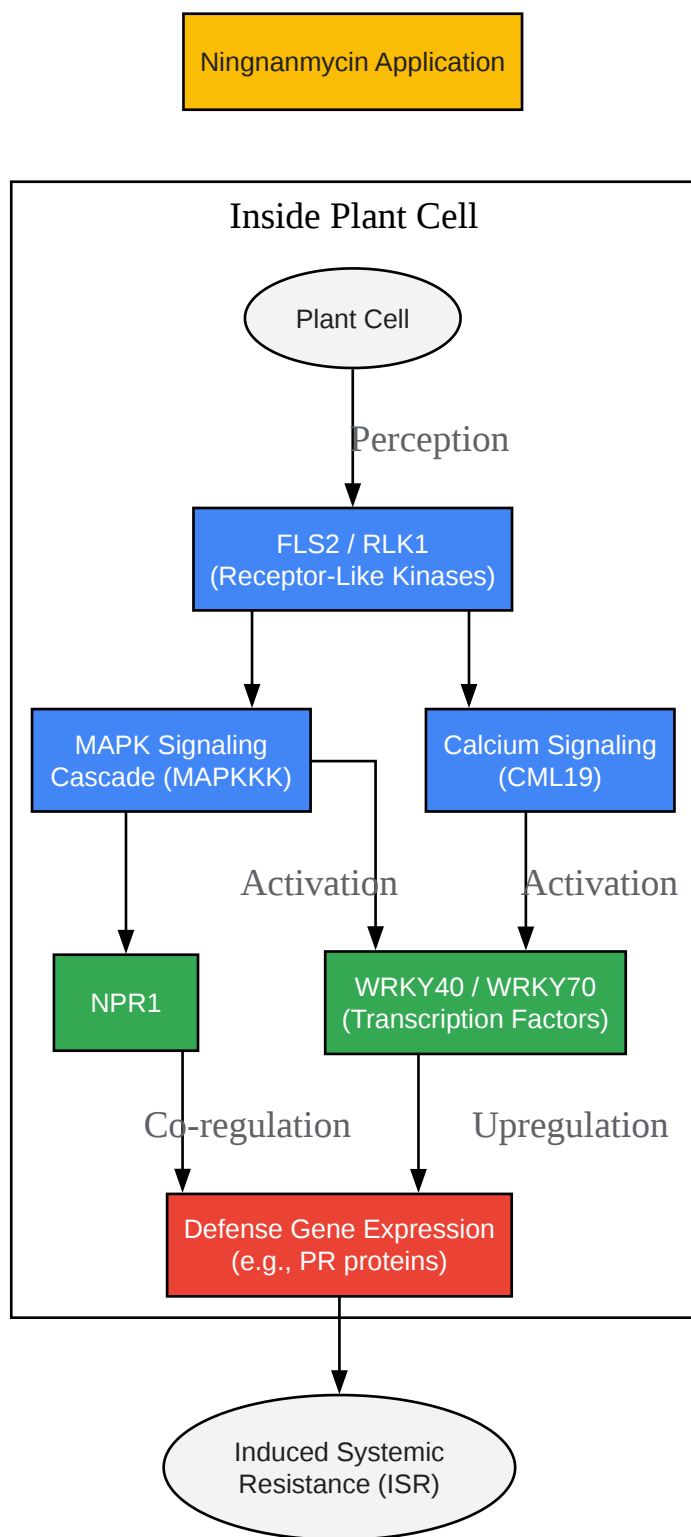 Ningnanmycin Application
Inside Plant Cell
Plant Cell
Perception
FLS2 / RLK1
(Receptor-Like Kinases)
MAPK Signaling
Cascade (MAPKKK)
Calcium Signaling
(CML19)
Activation
Activation
NPR1
WRKY40 / WRKY70
(Transcription Factors)
Co-regulation
Upregulation
Defense Gene Expression
(e.g., PR proteins)
Induced Systemic
Resistance (ISR)